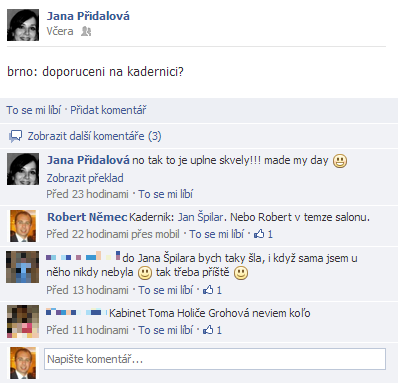 Jana Přidalová
Včera
brno: doporuceni na kadernici?
To se mi líbí · Přidat komentář
Zobrazit další komentáře (3)
Jana Přidalová no tak to je uplne skvely!!! made my day
Zobrazit překlad
Před 23 hodinami · To se mi líbí
Robert Němec Kadernik: Jan Špilar. Nebo Robert v temze salonu.
Před 22 hodinami přes mobil · To se mi líbí · 1
do Jana Špilara bych taky šla, i když sama jsem u
něho nikdy nebyla tak třeba příště
Před 13 hodinami · To se mi líbí · 1
Kabinet Toma Holiče Grohová neviem koľo
Před 11 hodinami · To se mi líbí · 1
Napište komentář...